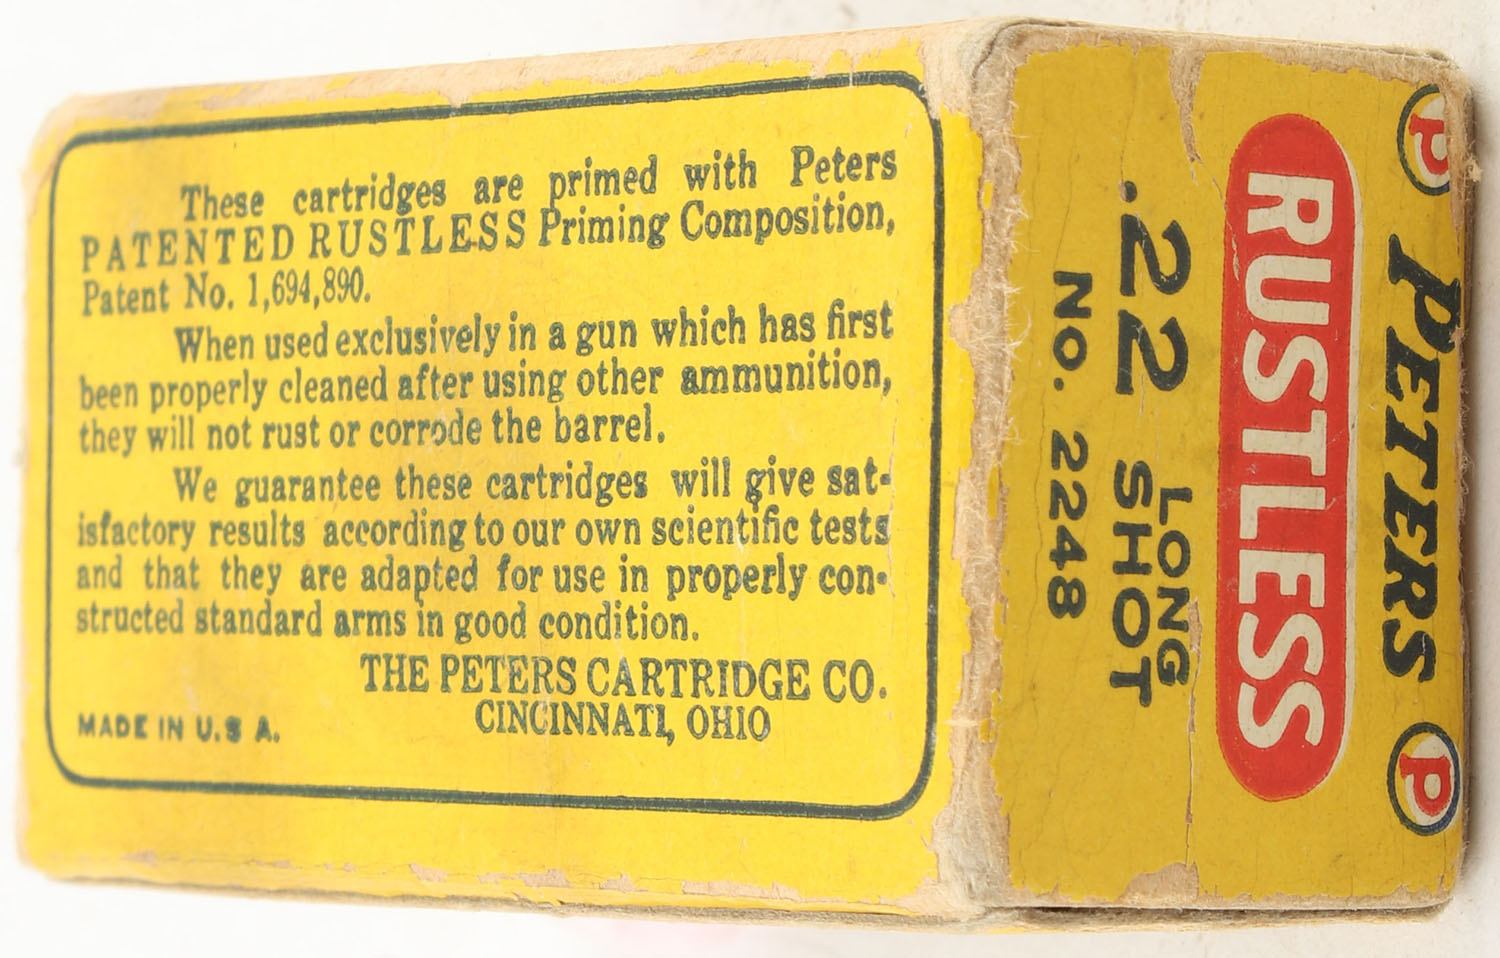 These cartridges are primed with Peters
PATENTED RUSTLESS Priming Composition,
Patent No. 1,694,890.
When used exclusively in a gun which has first
been properly cleaned after using other ammunition,
they will not rust or corrode the barrel.
We guarantee these cartridges will give sat-
isfactory results according to our own scientific tests
and that they are adapted for use in properly con-
structed standard arms in good condition.
THE PETERS CARTRIDGE CO.
CINCINNATI, OHIO
MADE IN U.S A.
P PETERS P
RUSTLESS
.22 LONG SHOT
No. 2248